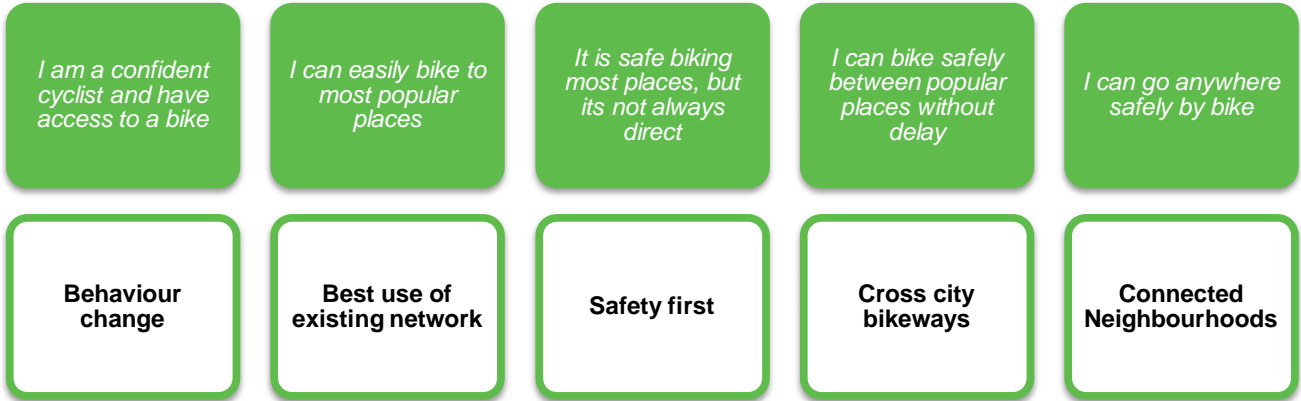 I am a confident
cyclist and have
access to a bike
I can easily bike to
most popular
places
It is safe biking
most places, but
its not always
direct
I can bike safely
between popular
places without
delay
I can go anywhere
safely by bike
Behaviour
change
Best use of
existing network
Safety first
Cross city
bikeways
Connected
Neighbourhoods